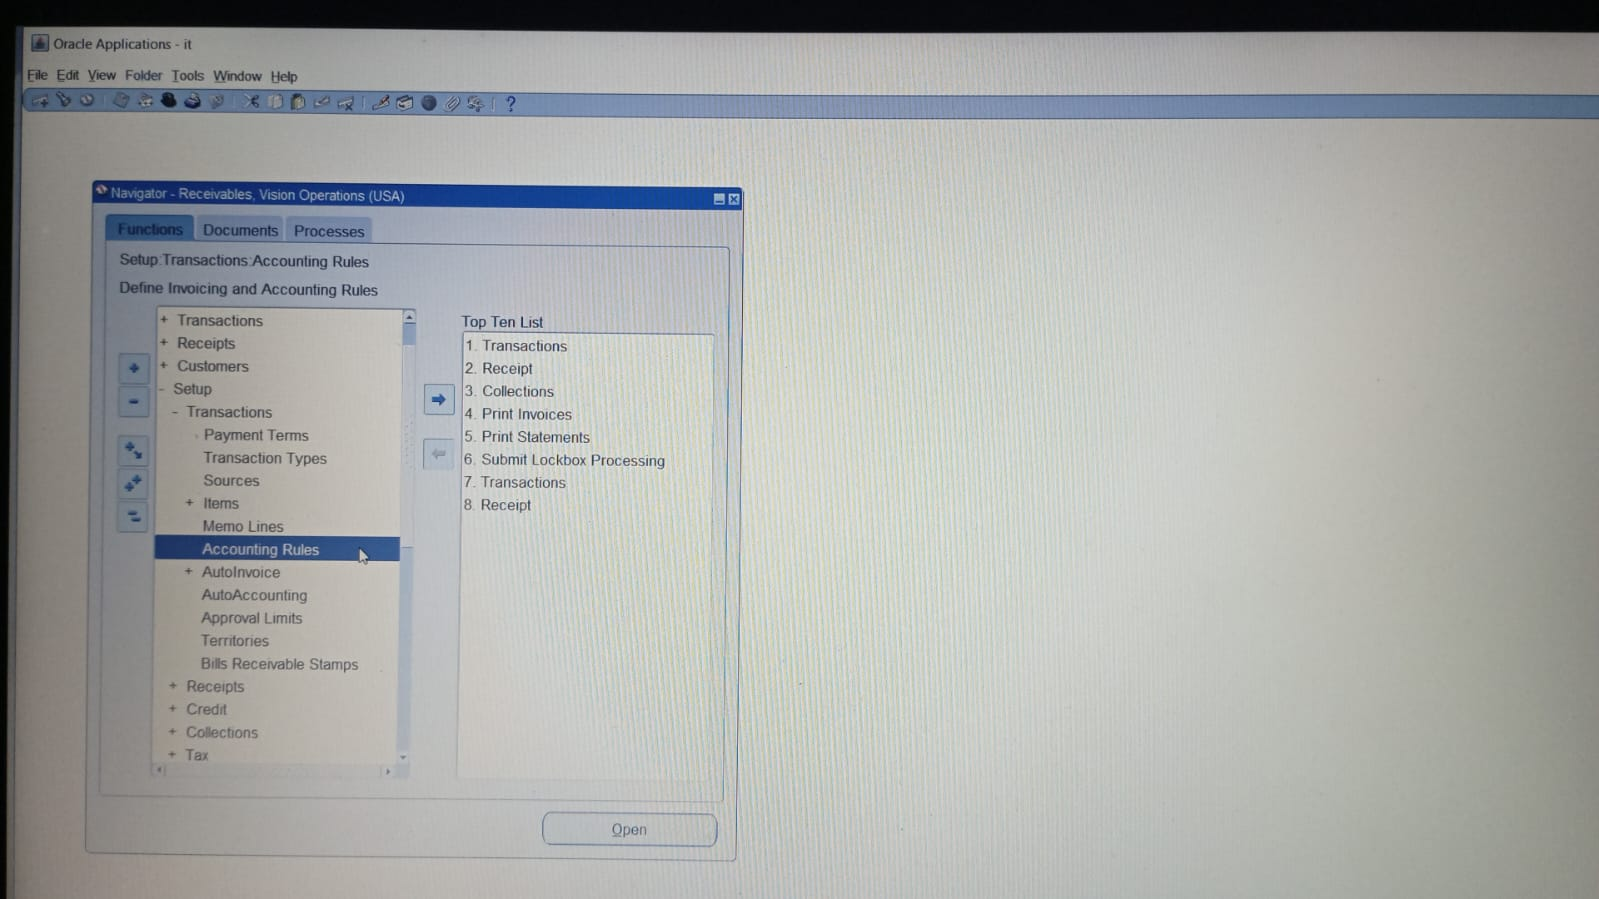 Oracle Applications - it
File Edit View Folder Tools Window Help
?
Navigator - Receivables, Vision Operations (USA)
Functions Documents Processes
Setup:Transactions:Accounting Rules
Define Invoicing and Accounting Rules
+ Transactions
+ Receipts
+ Customers
- Setup
- Transactions
Payment Terms
Transaction Types
Sources
+ Items
Memo Lines
Accounting Rules
+ AutoInvoice
AutoAccounting
Approval Limits
Territories
Bills Receivable Stamps
+ Receipts
+ Credit
+ Collections
+ Tax
Top Ten List
1. Transactions
2. Receipt
3. Collections
4. Print Invoices
5. Print Statements
6. Submit Lockbox Processing
7. Transactions
8. Receipt
Open